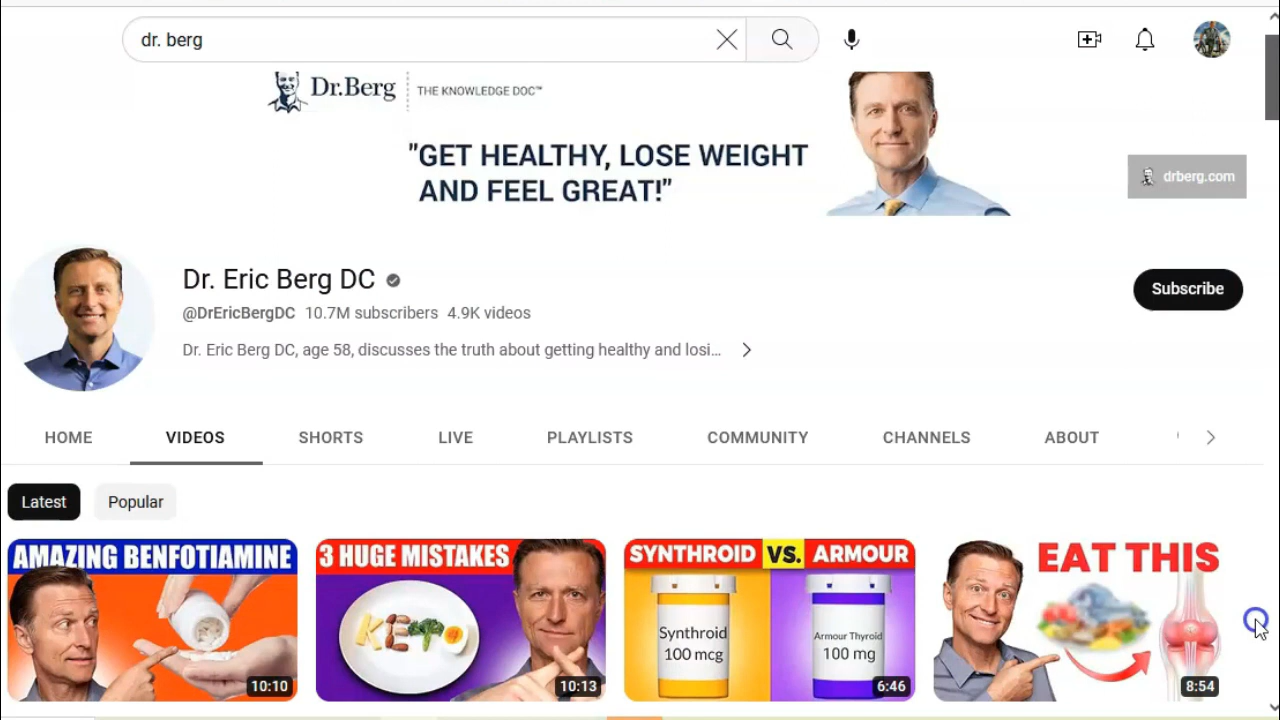 dr. berg
Dr.Berg
THE KNOWLEDGE DOC™
"GET HEALTHY, LOSE WEIGHT
AND FEEL GREAT!"
drberg.com
Dr. Eric Berg DC
@DrEricBergDC 10.7M subscribers 4.9K videos
Dr. Eric Berg DC, age 58, discusses the truth about getting healthy and losi...
Subscribe
HOME VIDEOS SHORTS LIVE PLAYLISTS COMMUNITY CHANNELS ABOUT
Latest Popular
AMAZING BENFOTIAMINE
10:10
3 HUGE MISTAKES
KETO
10:13
SYNTHROID VS. ARMOUR
Synthroid
100 mcg
Armour Thyroid
100 mg
6:46
EAT THIS
8:54